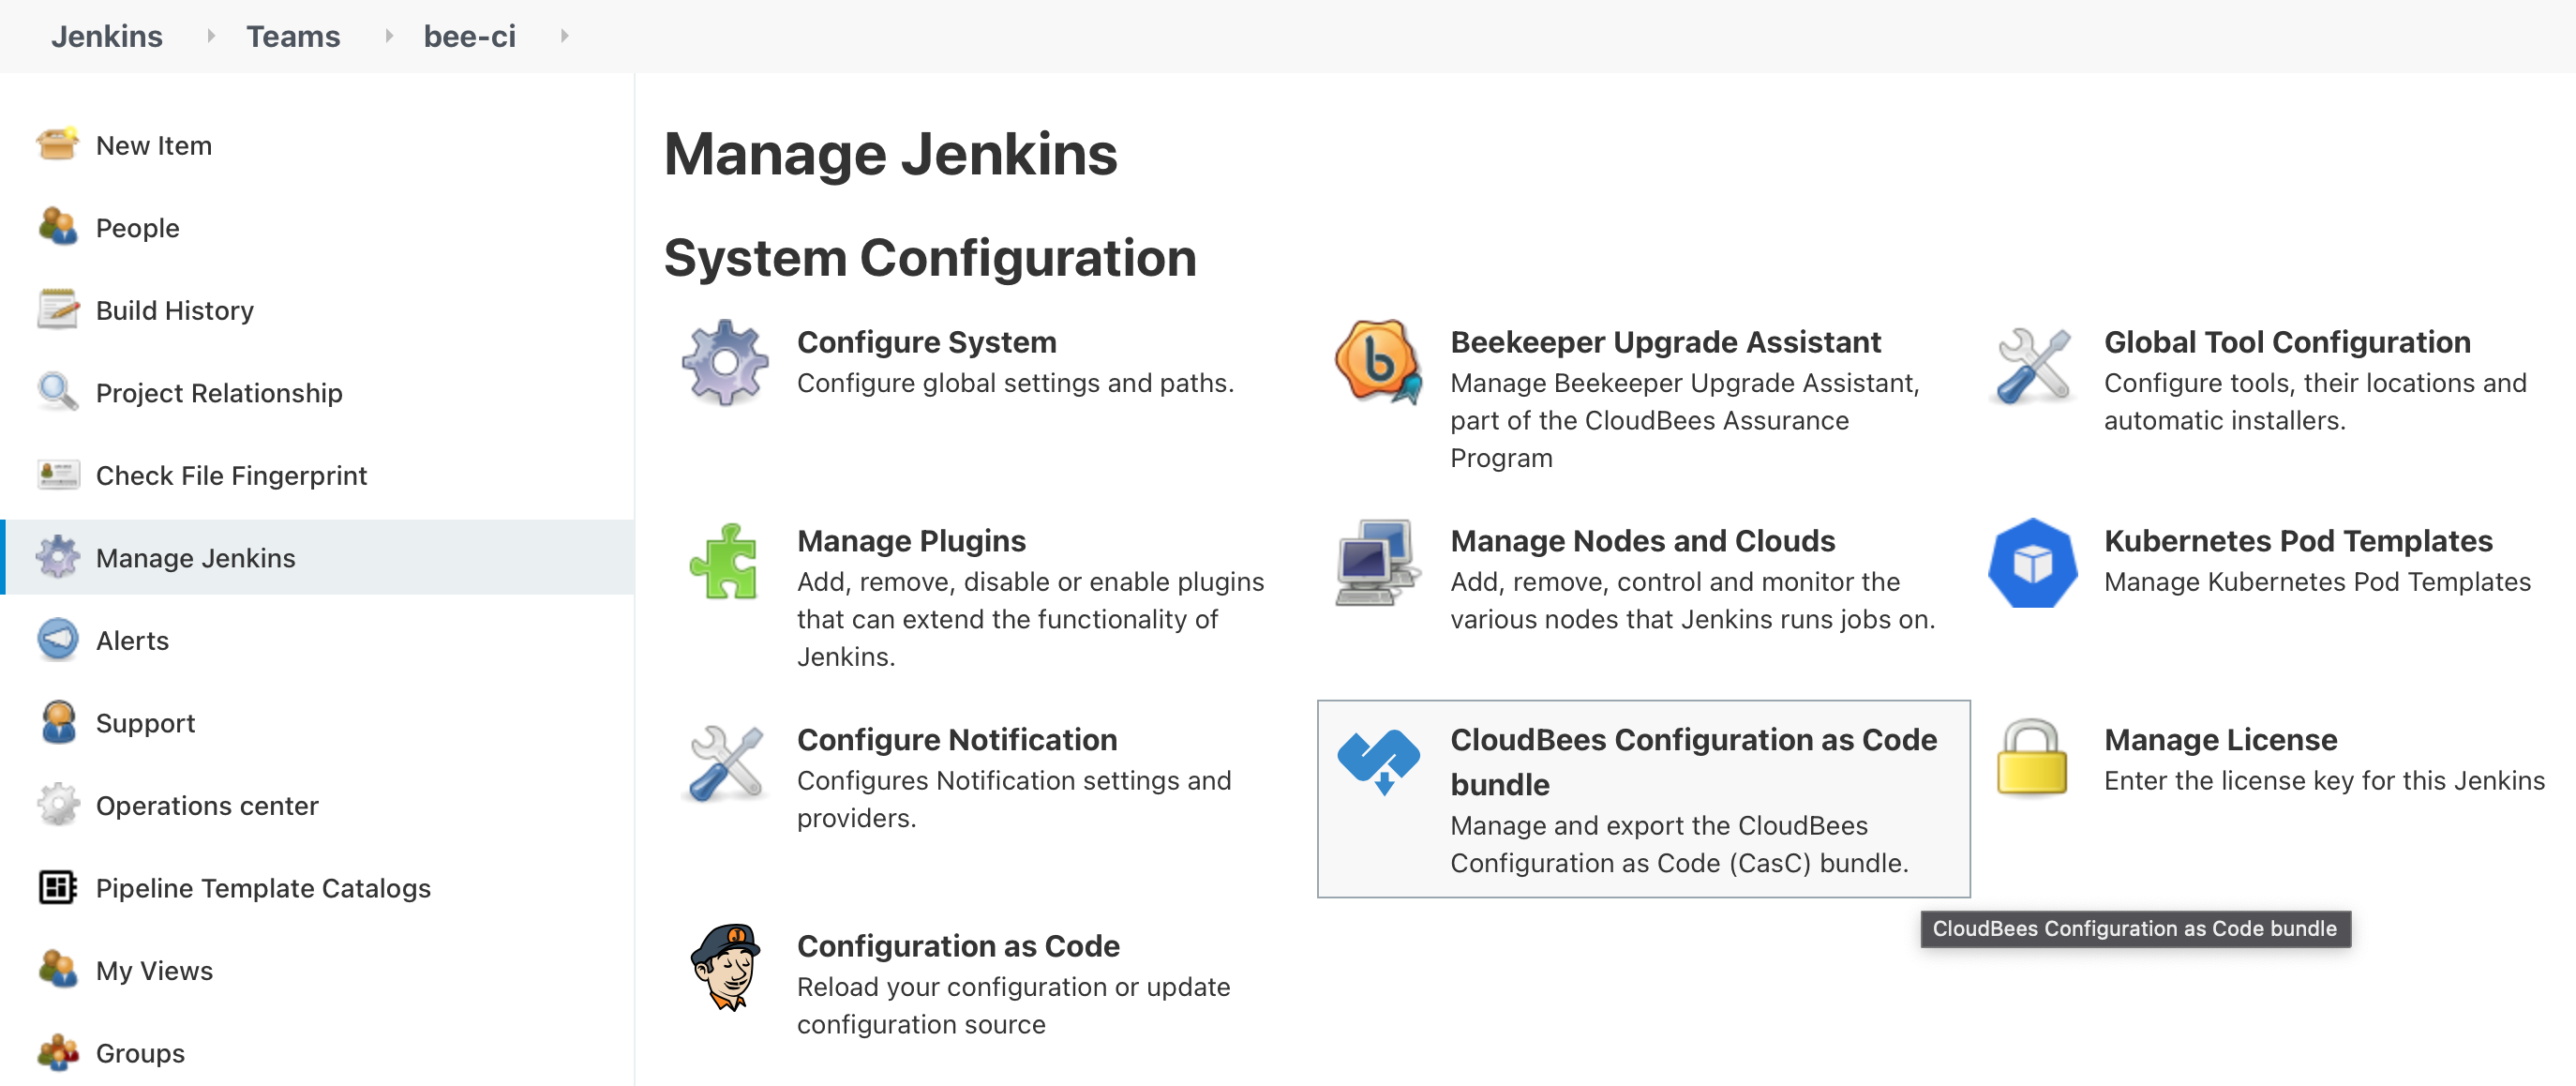 Jenkins Teams bee-ci
New Item
People
Build History
Project Relationship
Check File Fingerprint
Manage Jenkins
Alerts
Support
Operations center
Pipeline Template Catalogs
My Views
Groups
Manage Jenkins
System Configuration
Configure System
Configure global settings and paths.
Beekeeper Upgrade Assistant
Manage Beekeeper Upgrade Assistant,
part of the CloudBees Assurance
Program
Global Tool Configuration
Configure tools, their locations and
automatic installers.
Manage Plugins
Add, remove, disable or enable plugins
that can extend the functionality of
Jenkins.
Manage Nodes and Clouds
Add, remove, control and monitor the
various nodes that Jenkins runs jobs on.
Kubernetes Pod Templates
Manage Kubernetes Pod Templates
Configure Notification
Configures Notification settings and
providers.
CloudBees Configuration as Code
bundle
Manage and export the CloudBees
Configuration as Code (CasC) bundle.
Manage License
Enter the license key for this Jenkins
CloudBees Configuration as Code bundle
Configuration as Code
Reload your configuration or update
configuration source